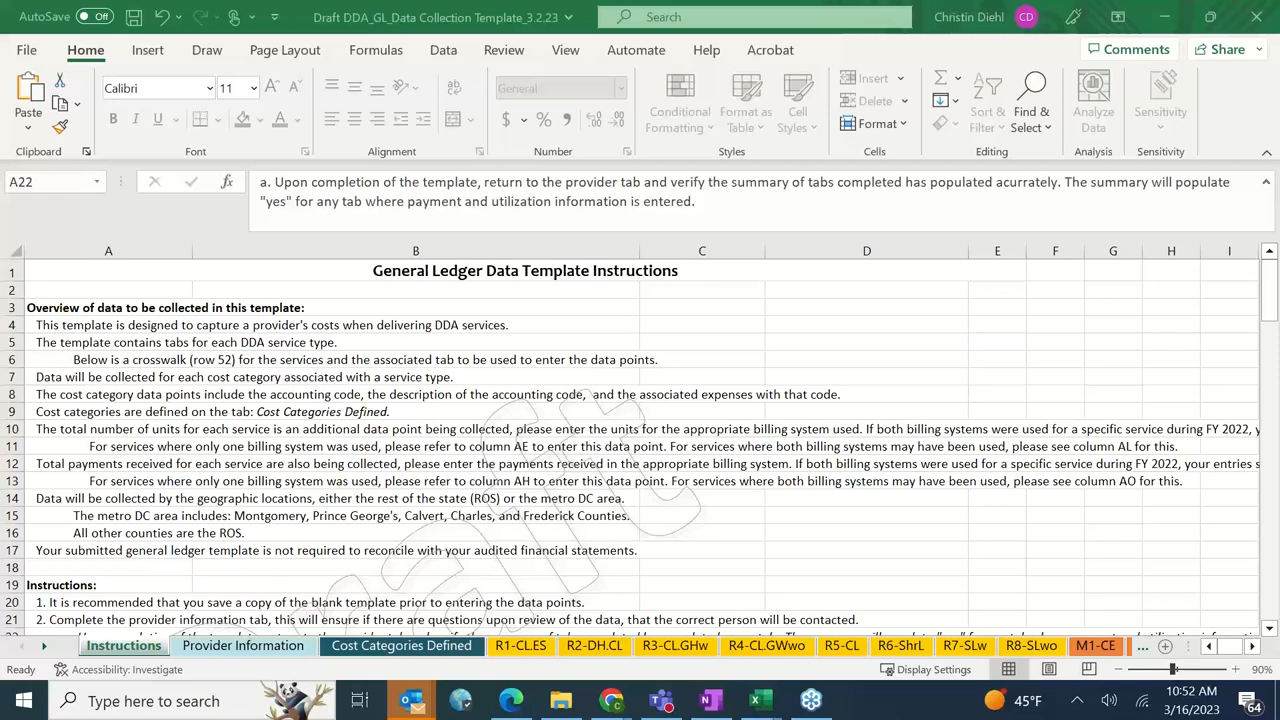 AutoSave Off Draft DDA_GL_Data Collection Template_3.2.23 Search Christin Diehl CD
File Home Insert Draw Page Layout Formulas Data Review View Automate Help Acrobat Comments Share
Paste Calibri 11 General Conditional Formatting Format as Table Cell Styles Insert Delete Format Sort & Filter Find & Select Analyze Data Sensitivity
Clipboard Font Alignment Number Styles Cells Editing Analysis Sensitivity
A22 a. Upon completion of the template, return to the provider tab and verify the summary of tabs completed has populated acurrately. The summary will populate
"yes" for any tab where payment and utilization information is entered.
A B C D E F G H I
1 General Ledger Data Template Instructions
2
3 Overview of data to be collected in this template:
4 This template is designed to capture a provider's costs when delivering DDA services.
5 The template contains tabs for each DDA service type.
6 Below is a crosswalk (row 52) for the services and the associated tab to be used to enter the data points.
7 Data will be collected for each cost category associated with a service type.
8 The cost category data points include the accounting code, the description of the accounting code, and the associated expenses with that code.
9 Cost categories are defined on the tab: Cost Categories Defined.
10 The total number of units for each service is an additional data point being collected, please enter the units for the appropriate billing system used. If both billing systems were used for a specific service during FY 2022, y
11 For services where only one billing system was used, please refer to column AE to enter this data point. For services where both billing systems may have been used, please see column AL for this.
12 Total payments received for each service are also being collected, please enter the payments received in the appropriate billing system. If both billing systems were used for a specific service during FY 2022, your entries s
13 For services where only one billing system was used, please refer to column AH to enter this data point. For services where both billing systems may have been used, please see column AO for this.
14 Data will be collected by the geographic locations, either the rest of the state (ROS) or the metro DC area.
15 The metro DC area includes: Montgomery, Prince George's, Calvert, Charles, and Frederick Counties.
16 All other counties are the ROS.
17 Your submitted general ledger template is not required to reconcile with your audited financial statements.
18
19 Instructions:
20 1. It is recommended that you save a copy of the blank template prior to entering the data points.
21 2. Complete the provider information tab, this will ensure if there are questions upon review of the data, that the correct person will be contacted.
Draft
Instructions Provider Information Cost Categories Defined R1-CL.ES R2-DH.CL R3-CL.GHw R4-CL.GWwo R5-CL R6-ShrL R7-SLw R8-SLwo M1-CE ...
Ready Accessibility: Investigate Display Settings 90%
Type here to search 45°F 10:52 AM
3/16/2023 64